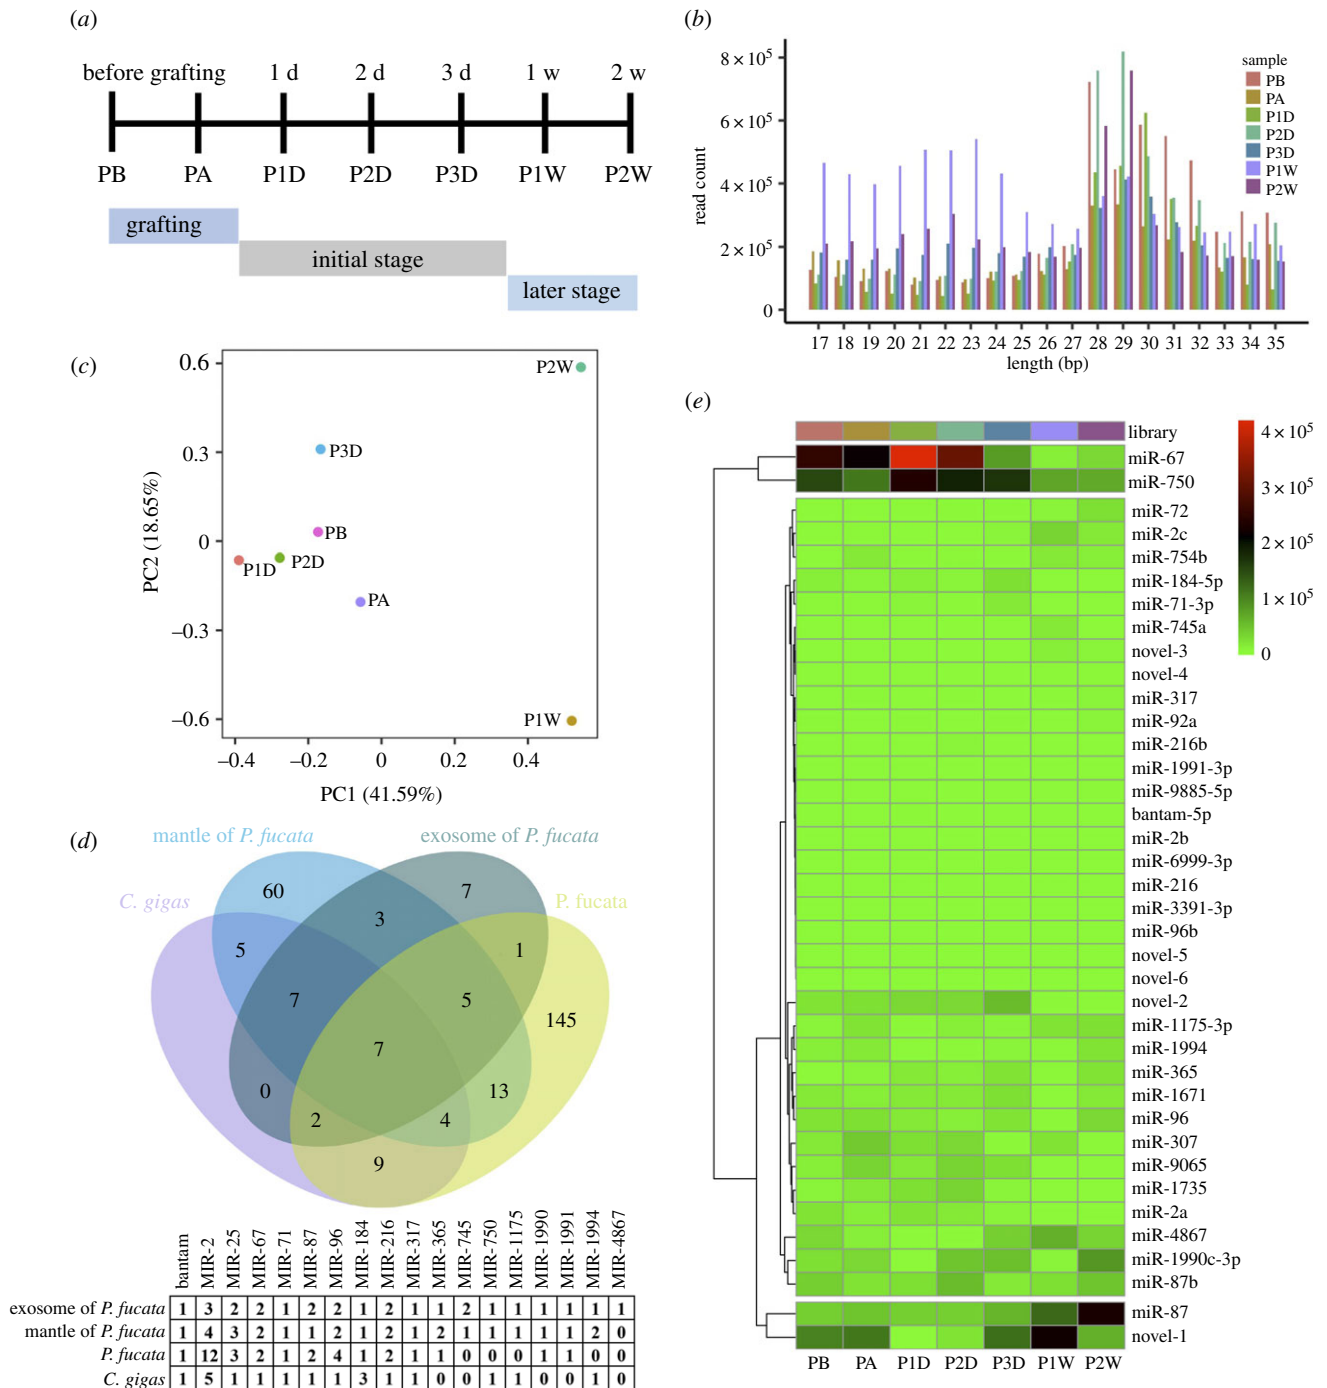 (a)
before grafting 1 d 2 d 3 d 1 w 2 w
PB PA P1D P2D P3D P1W P2W
grafting
initial stage
later stage
(b)
read count
8 × 10⁵
6 × 10⁵
4 × 10⁵
2 × 10⁵
0
17 18 19 20 21 22 23 24 25 26 27 28 29 30 31 32 33 34 35
length (bp)
sample
PB
PA
P1D
P2D
P3D
P1W
P2W
(c)
PC2 (18.65%)
0.6
0.3
0
–0.3
–0.6
P2W
P3D
PB
P1D
P2D
PA
P1W
–0.4 –0.2 0 0.2 0.4
PC1 (41.59%)
(d)
mantle of P. fucata
exosome of P. fucata
C. gigas
P. fucata
60
7
3
5
1
7
5
145
7
0
13
2
4
9
bantam MIR-2 MIR-25 MIR-67 MIR-71 MIR-87 MIR-96 MIR-184 MIR-216 MIR-317 MIR-365 MIR-745 MIR-750 MIR-1175 MIR-1990 MIR-1991 MIR-1994 MIR-4867
exosome of P. fucata 1 3 2 2 1 2 2 1 2 1 1 2 1 1 1 1 1 1
mantle of P. fucata 1 4 3 2 1 1 2 1 2 1 2 1 1 1 1 1 2 0
P. fucata 1 12 3 2 1 2 4 1 2 1 1 0 0 0 1 1 0 0
C. gigas 1 5 1 1 1 1 1 3 1 1 0 0 1 1 0 0 1 0
(e)
library
miR-67
miR-750
miR-72
miR-2c
miR-754b
miR-184-5p
miR-71-3p
miR-745a
novel-3
novel-4
miR-317
miR-92a
miR-216b
miR-1991-3p
miR-9885-5p
bantam-5p
miR-2b
miR-6999-3p
miR-216
miR-3391-3p
miR-96b
novel-5
novel-6
novel-2
miR-1175-3p
miR-1994
miR-365
miR-1671
miR-96
miR-307
miR-9065
miR-1735
miR-2a
miR-4867
miR-1990c-3p
miR-87b
miR-87
novel-1
PB PA P1D P2D P3D P1W P2W
4 × 10⁵
3 × 10⁵
2 × 10⁵
1 × 10⁵
0